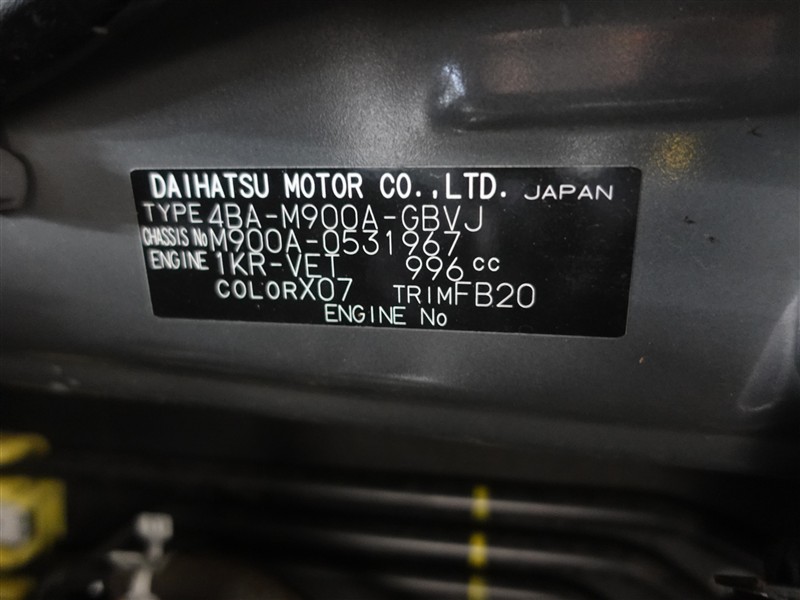 DAIHATSU MOTOR CO.,LTD. JAPAN
TYPE 4BA-M900A-GBVJ
CHASSIS No M900A-0531967
ENGINE 1KR-VET 996 cc
COLOR X07 TRIM FB20
ENGINE No